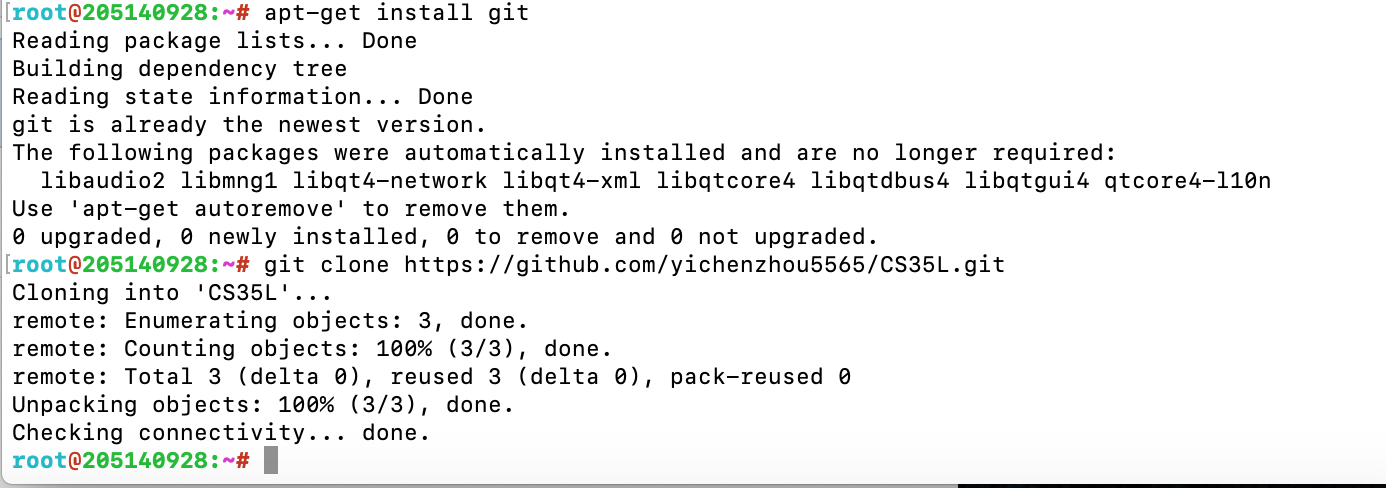 [root@205140928:~# apt-get install git
Reading package lists... Done
Building dependency tree
Reading state information... Done
git is already the newest version.
The following packages were automatically installed and are no longer required:
  libaudio2 libmng1 libqt4-network libqt4-xml libqtcore4 libqtdbus4 libqtgui4 qtcore4-l10n
Use 'apt-get autoremove' to remove them.
0 upgraded, 0 newly installed, 0 to remove and 0 not upgraded.
[root@205140928:~# git clone https://github.com/yichenzhou5565/CS35L.git
Cloning into 'CS35L'...
remote: Enumerating objects: 3, done.
remote: Counting objects: 100% (3/3), done.
remote: Total 3 (delta 0), reused 3 (delta 0), pack-reused 0
Unpacking objects: 100% (3/3), done.
Checking connectivity... done.
root@205140928:~#